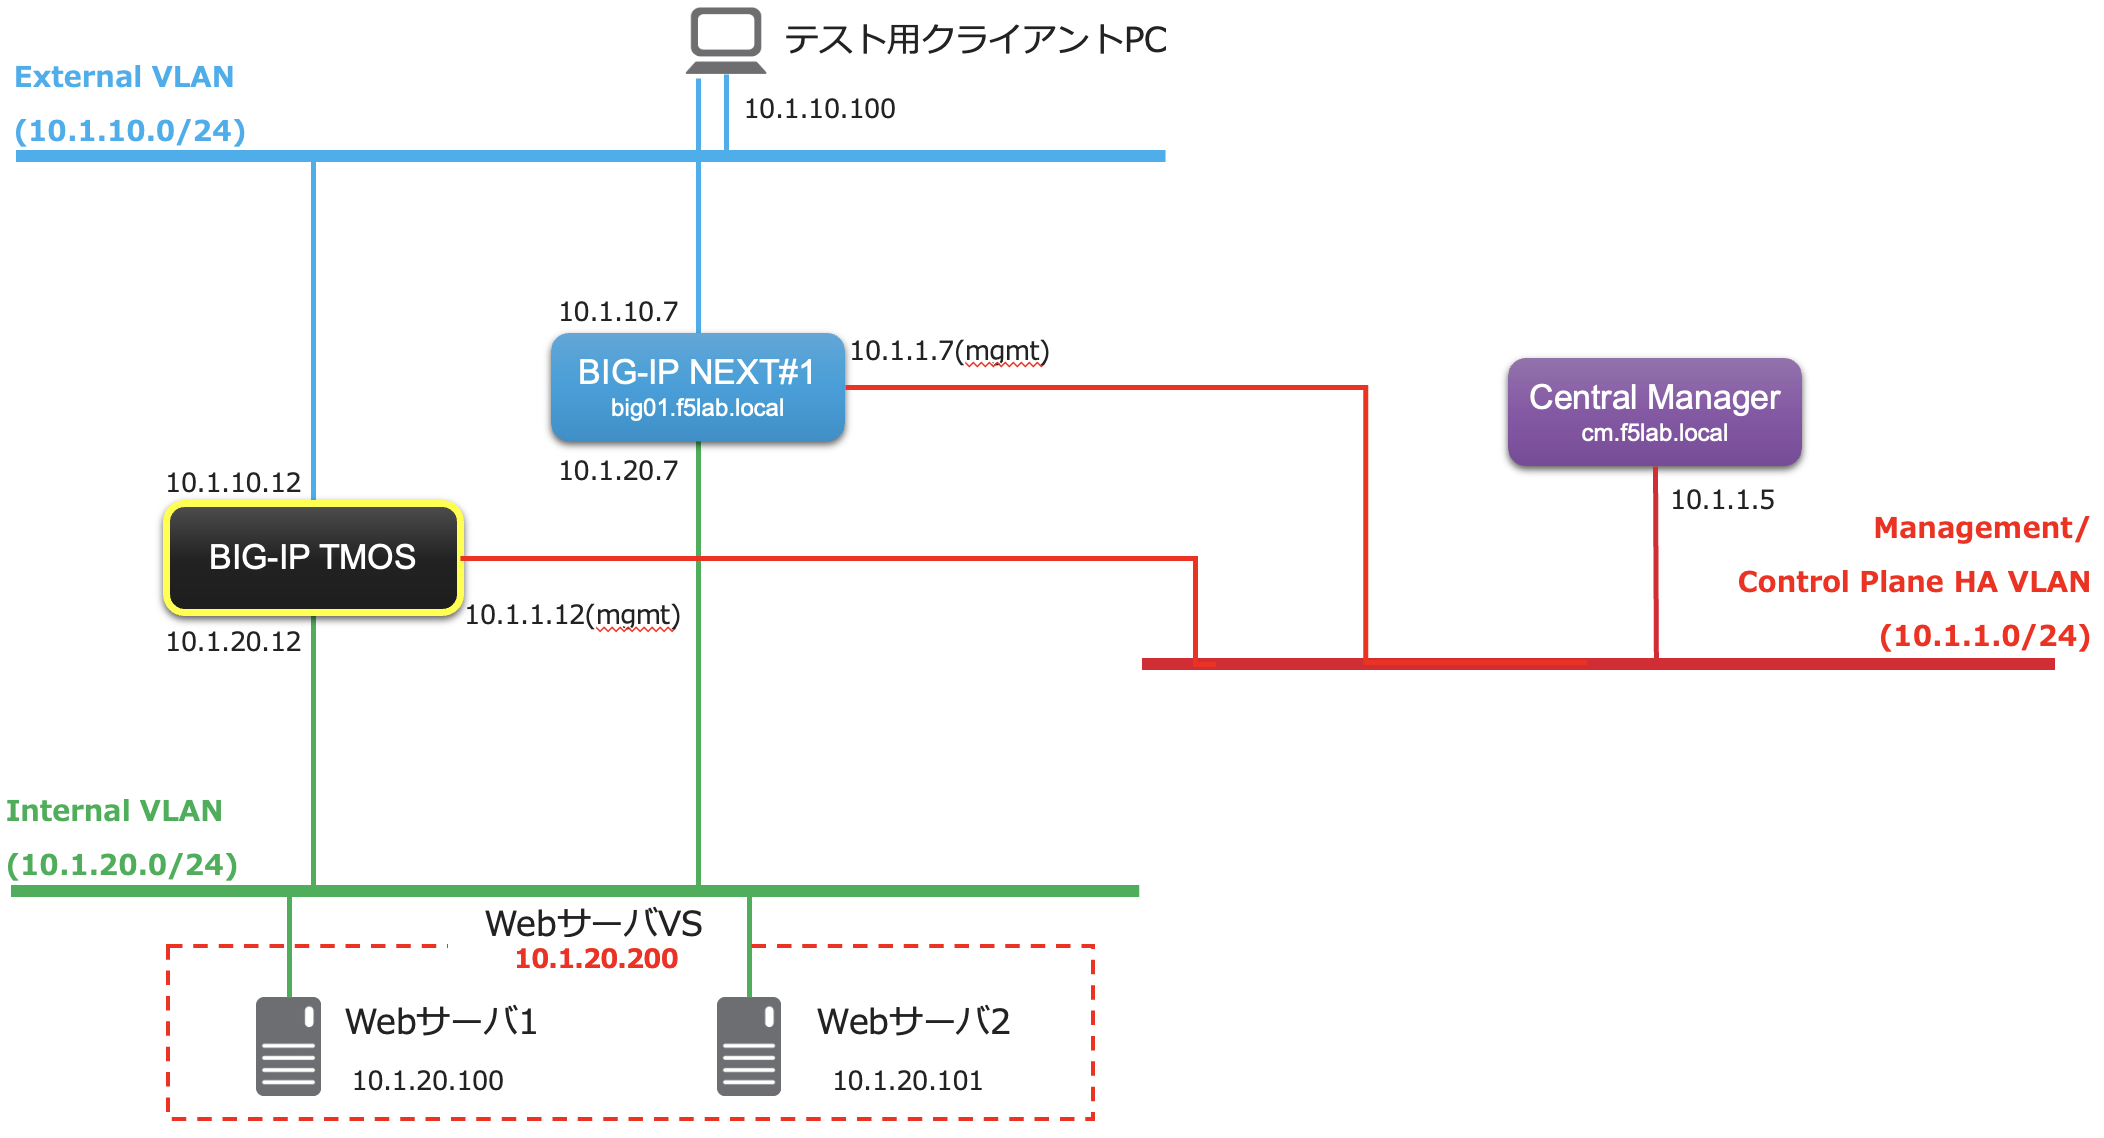 テスト用クライアントPC
External VLAN
(10.1.10.0/24)
10.1.10.100
10.1.10.7
BIG-IP NEXT#1
big01.f5lab.local
10.1.1.7(mgmt)
10.1.20.7
Central Manager
cm.f5lab.local
10.1.1.5
10.1.10.12
BIG-IP TMOS
10.1.1.12(mgmt)
10.1.20.12
Management/
Control Plane HA VLAN
(10.1.1.0/24)
Internal VLAN
(10.1.20.0/24)
WebサーバVS
10.1.20.200
Webサーバ1
10.1.20.100
Webサーバ2
10.1.20.101